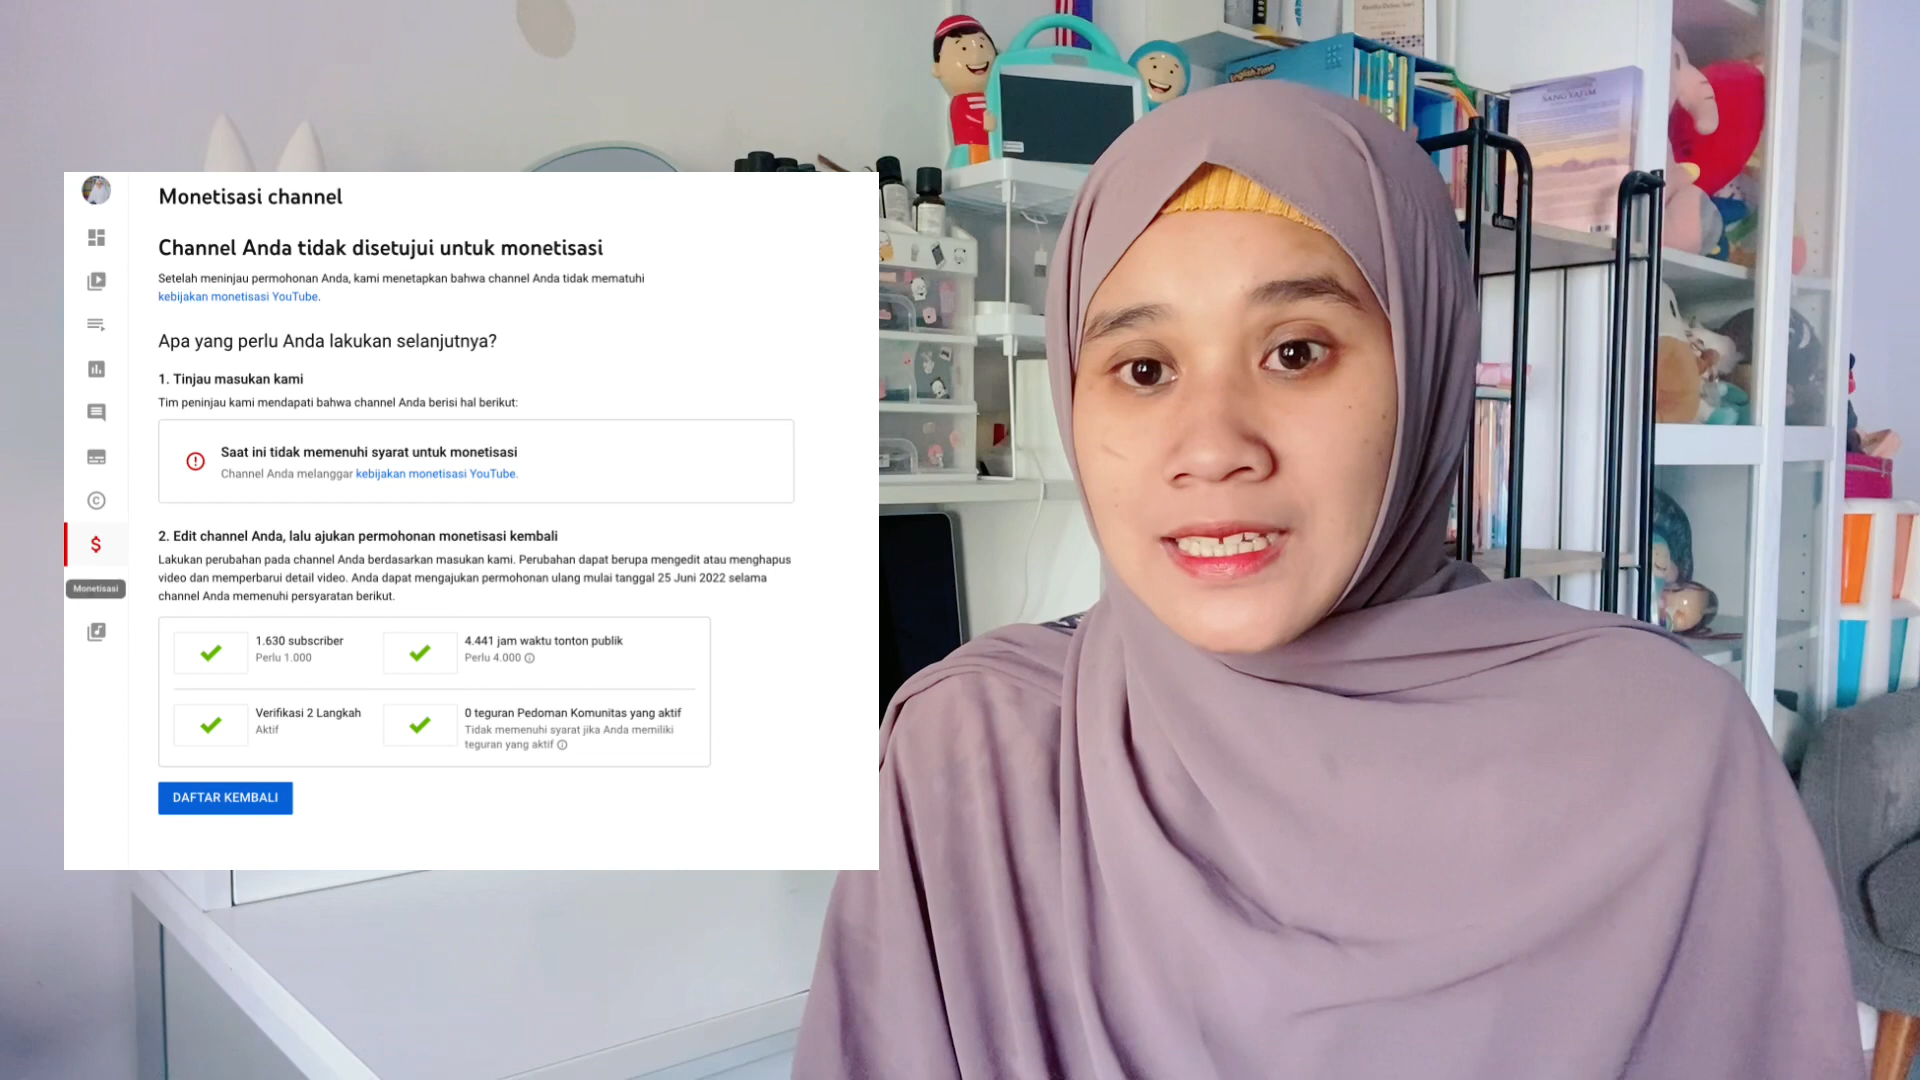 Monetisasi channel
Channel Anda tidak disetujui untuk monetisasi
Setelah meninjau permohonan Anda, kami menetapkan bahwa channel Anda tidak mematuhi
kebijakan monetisasi YouTube.
Apa yang perlu Anda lakukan selanjutnya?
1. Tinjau masukan kami
Tim peninjau kami mendapati bahwa channel Anda berisi hal berikut:
Saat ini tidak memenuhi syarat untuk monetisasi
Channel Anda melanggar kebijakan monetisasi YouTube.
2. Edit channel Anda, lalu ajukan permohonan monetisasi kembali
Lakukan perubahan pada channel Anda berdasarkan masukan kami. Perubahan dapat berupa mengedit atau menghapus
video dan memperbarui detail video. Anda dapat mengajukan permohonan ulang mulai tanggal 25 Juni 2022 selama
channel Anda memenuhi persyaratan berikut.
Monetisasi
1.630 subscriber
Perlu 1.000
4.441 jam waktu tonton publik
Perlu 4.000
Verifikasi 2 Langkah
Aktif
0 teguran Pedoman Komunitas yang aktif
Tidak memenuhi syarat jika Anda memiliki
teguran yang aktif
DAFTAR KEMBALI
English Time
SANG YATIM